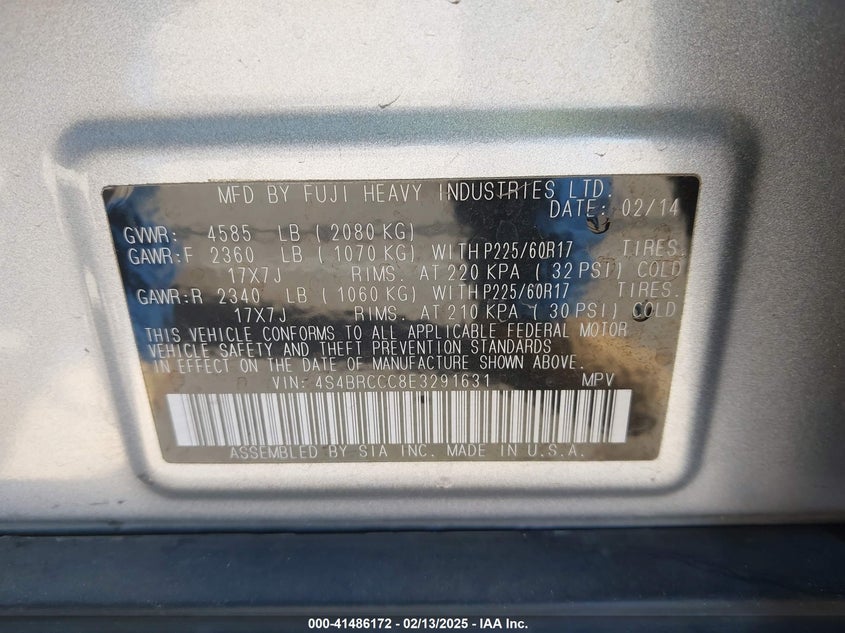 MFD BY FUJI HEAVY INDUSTRIES LTD.
DATE: 02/14
GVWR: 4585 LB ( 2080 KG)
GAWR:F 2360 LB ( 1070 KG) WITH P225/60R17 TIRES.
17X7J RIMS. AT 220 KPA ( 32 PSI) COLD
GAWR:R 2340 LB ( 1060 KG) WITH P225/60R17 TIRES.
17X7J RIMS. AT 210 KPA ( 30 PSI) COLD
THIS VEHICLE CONFORMS TO ALL APPLICABLE FEDERAL MOTOR
VEHICLE SAFETY AND THEFT PREVENTION STANDARDS
IN EFFECT ON THE DATE OF MANUFACTURE SHOWN ABOVE.
VIN: 4S4BRCCC8E3291631 MPV
ASSEMBLED BY SIA INC. MADE IN U.S.A.
000-41486172 — 02/13/2025 — IAA Inc.